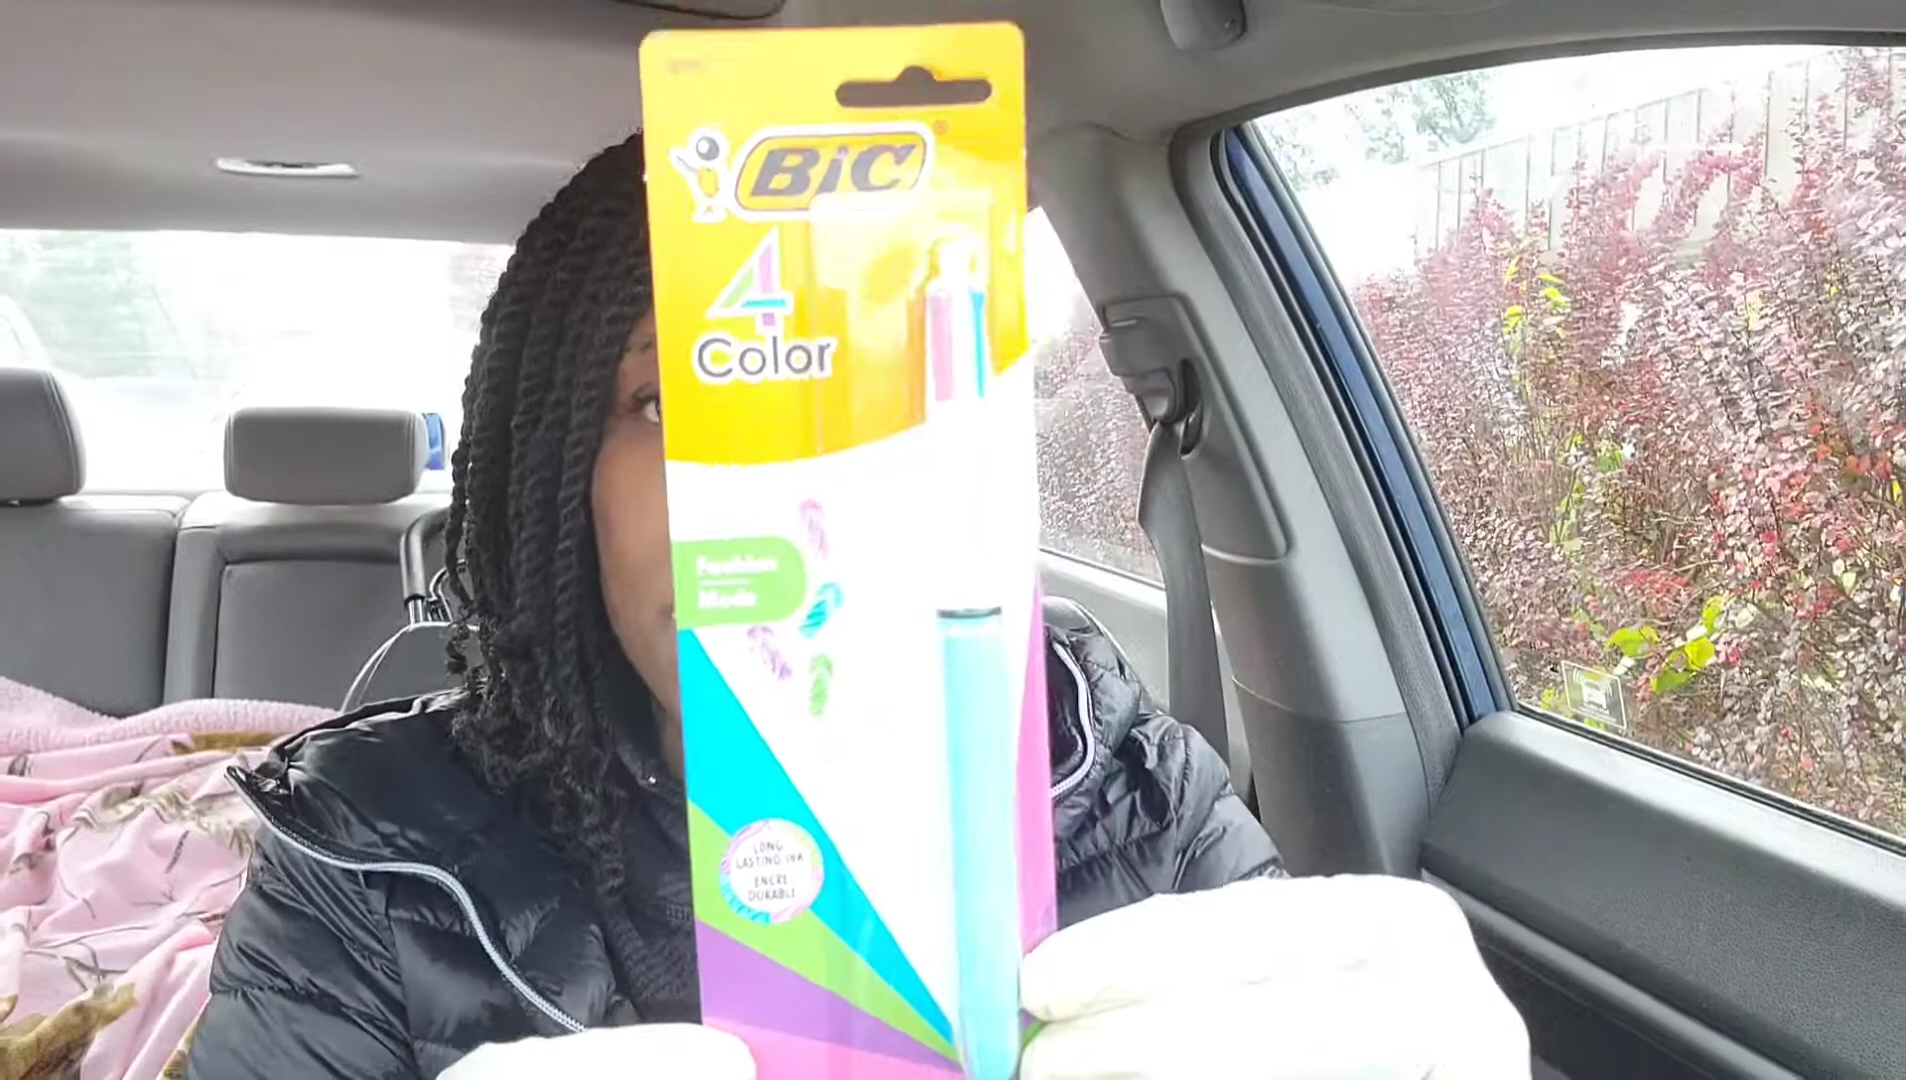 BiC
4
Color
Fashion
Mode
LONG
LASTING INK
ENCRE
DURABLE